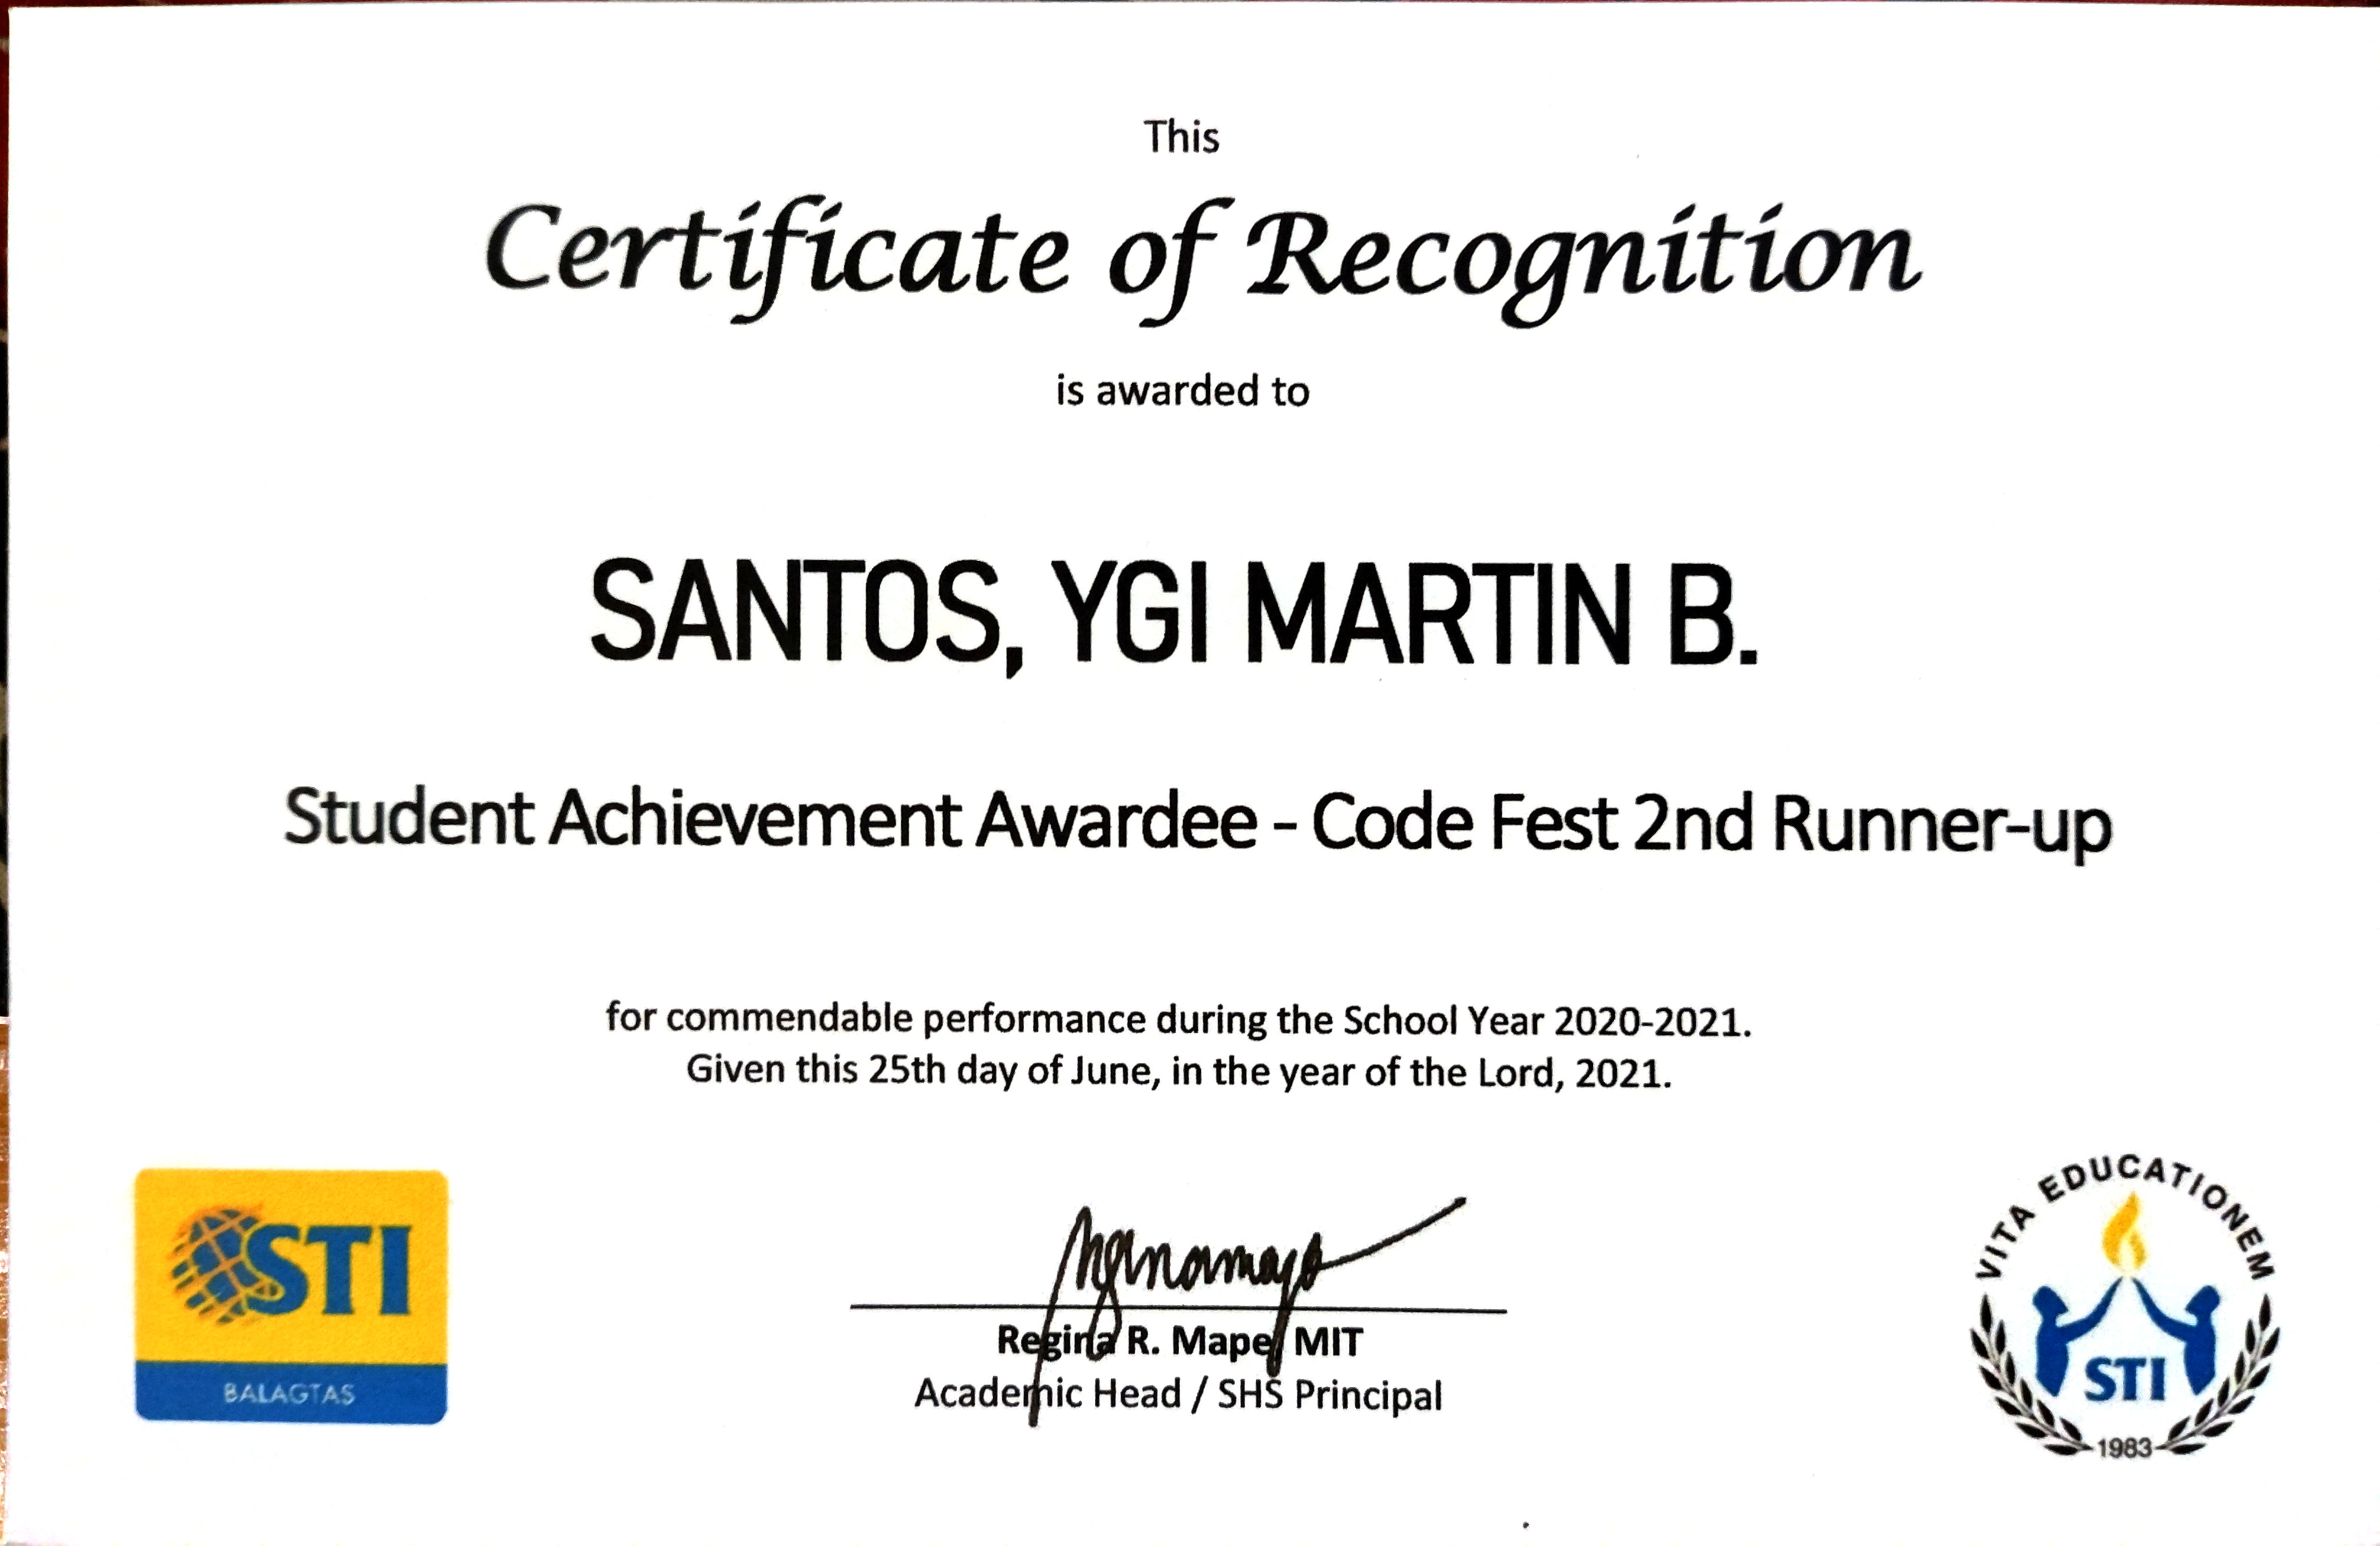 This
Certificate of Recognition
is awarded to
SANTOS, YGI MARTIN B.
Student Achievement Awardee - Code Fest 2nd Runner-up
for commendable performance during the School Year 2020-2021.
Given this 25th day of June, in the year of the Lord, 2021.
STI
BALAGTAS
Regina R. Mape, MIT
Academic Head / SHS Principal
VITA EDUCATIONEM
STI
1983